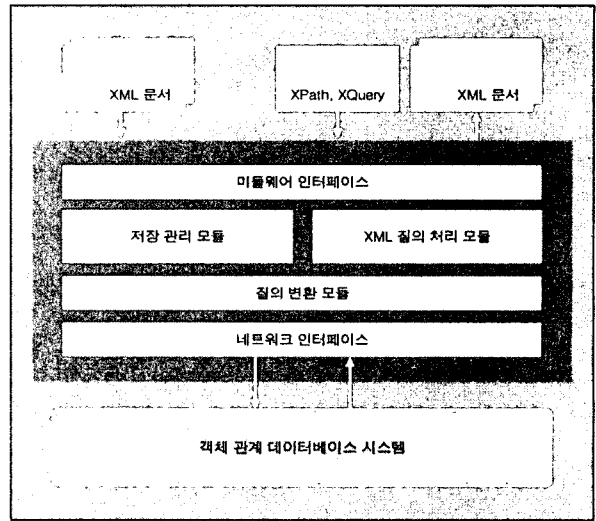 XML 문서
XPath, XQuery
XML 문서
미들웨어 인터페이스
저장 관리 모듈
XML 질의 처리 모듈
질의 변환 모듈
네트워크 인터페이스
객체 관계 데이터베이스 시스템